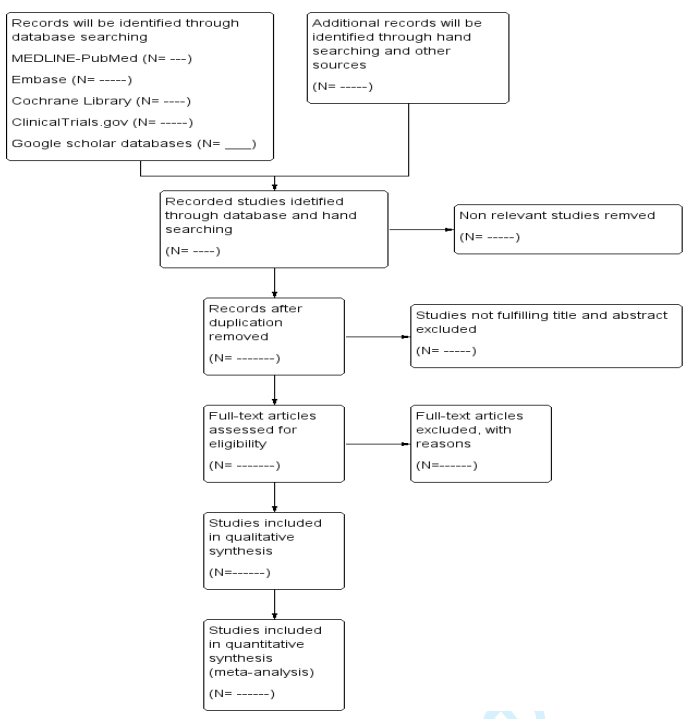 Records will be identified through
database searching
MEDLINE-PubMed (N= ---)
Embase (N= -----)
Cochrane Library (N= ----)
ClinicalTrials.gov (N= -----)
Google scholar databases (N= ____)
Additional records will be
identified through hand
searching and other
sources
(N= -----)
Recorded studies idetified
through database and hand
searching
(N= ----)
Non relevant studies remved
(N= -----)
Records after
duplication
removed
(N= -------)
Studies not fulfilling title and abstract
excluded
(N= -----)
Full-text articles
assessed for
eligibility
(N= -------)
Full-text articles
excluded, with
reasons
(N=------)
Studies included
in qualitative
synthesis
(N=------)
Studies included
in quantitative
synthesis
(meta-analysis)
(N= ------)